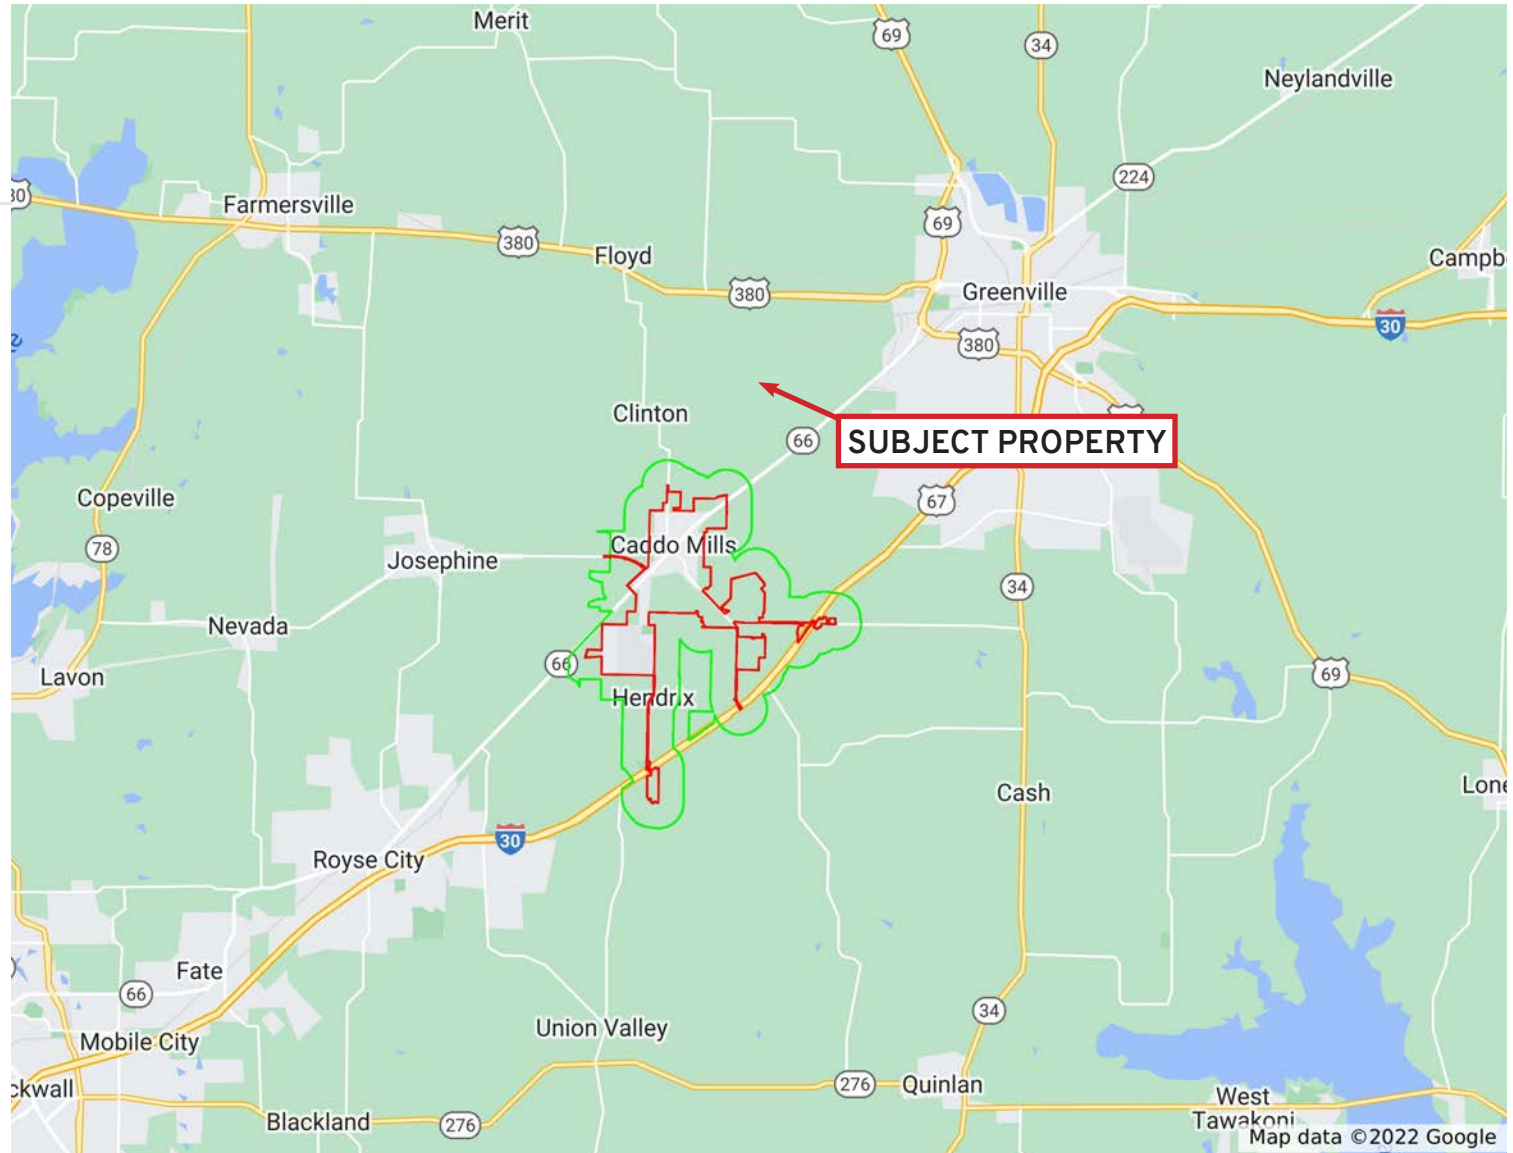 Merit
69
34
Neylandville
224
Farmersville
380
Floyd
69
380
Greenville
Campb
30
380
Clinton
66
SUBJECT PROPERTY
67
Copeville
78
Josephine
Caddo Mills
34
Nevada
66
Lavon
Hendrix
69
Cash
Lone
30
Royse City
Fate
66
34
Union Valley
Mobile City
276
Quinlan
ckwall
West
Tawakoni
Blackland
276
Map data ©2022 Google